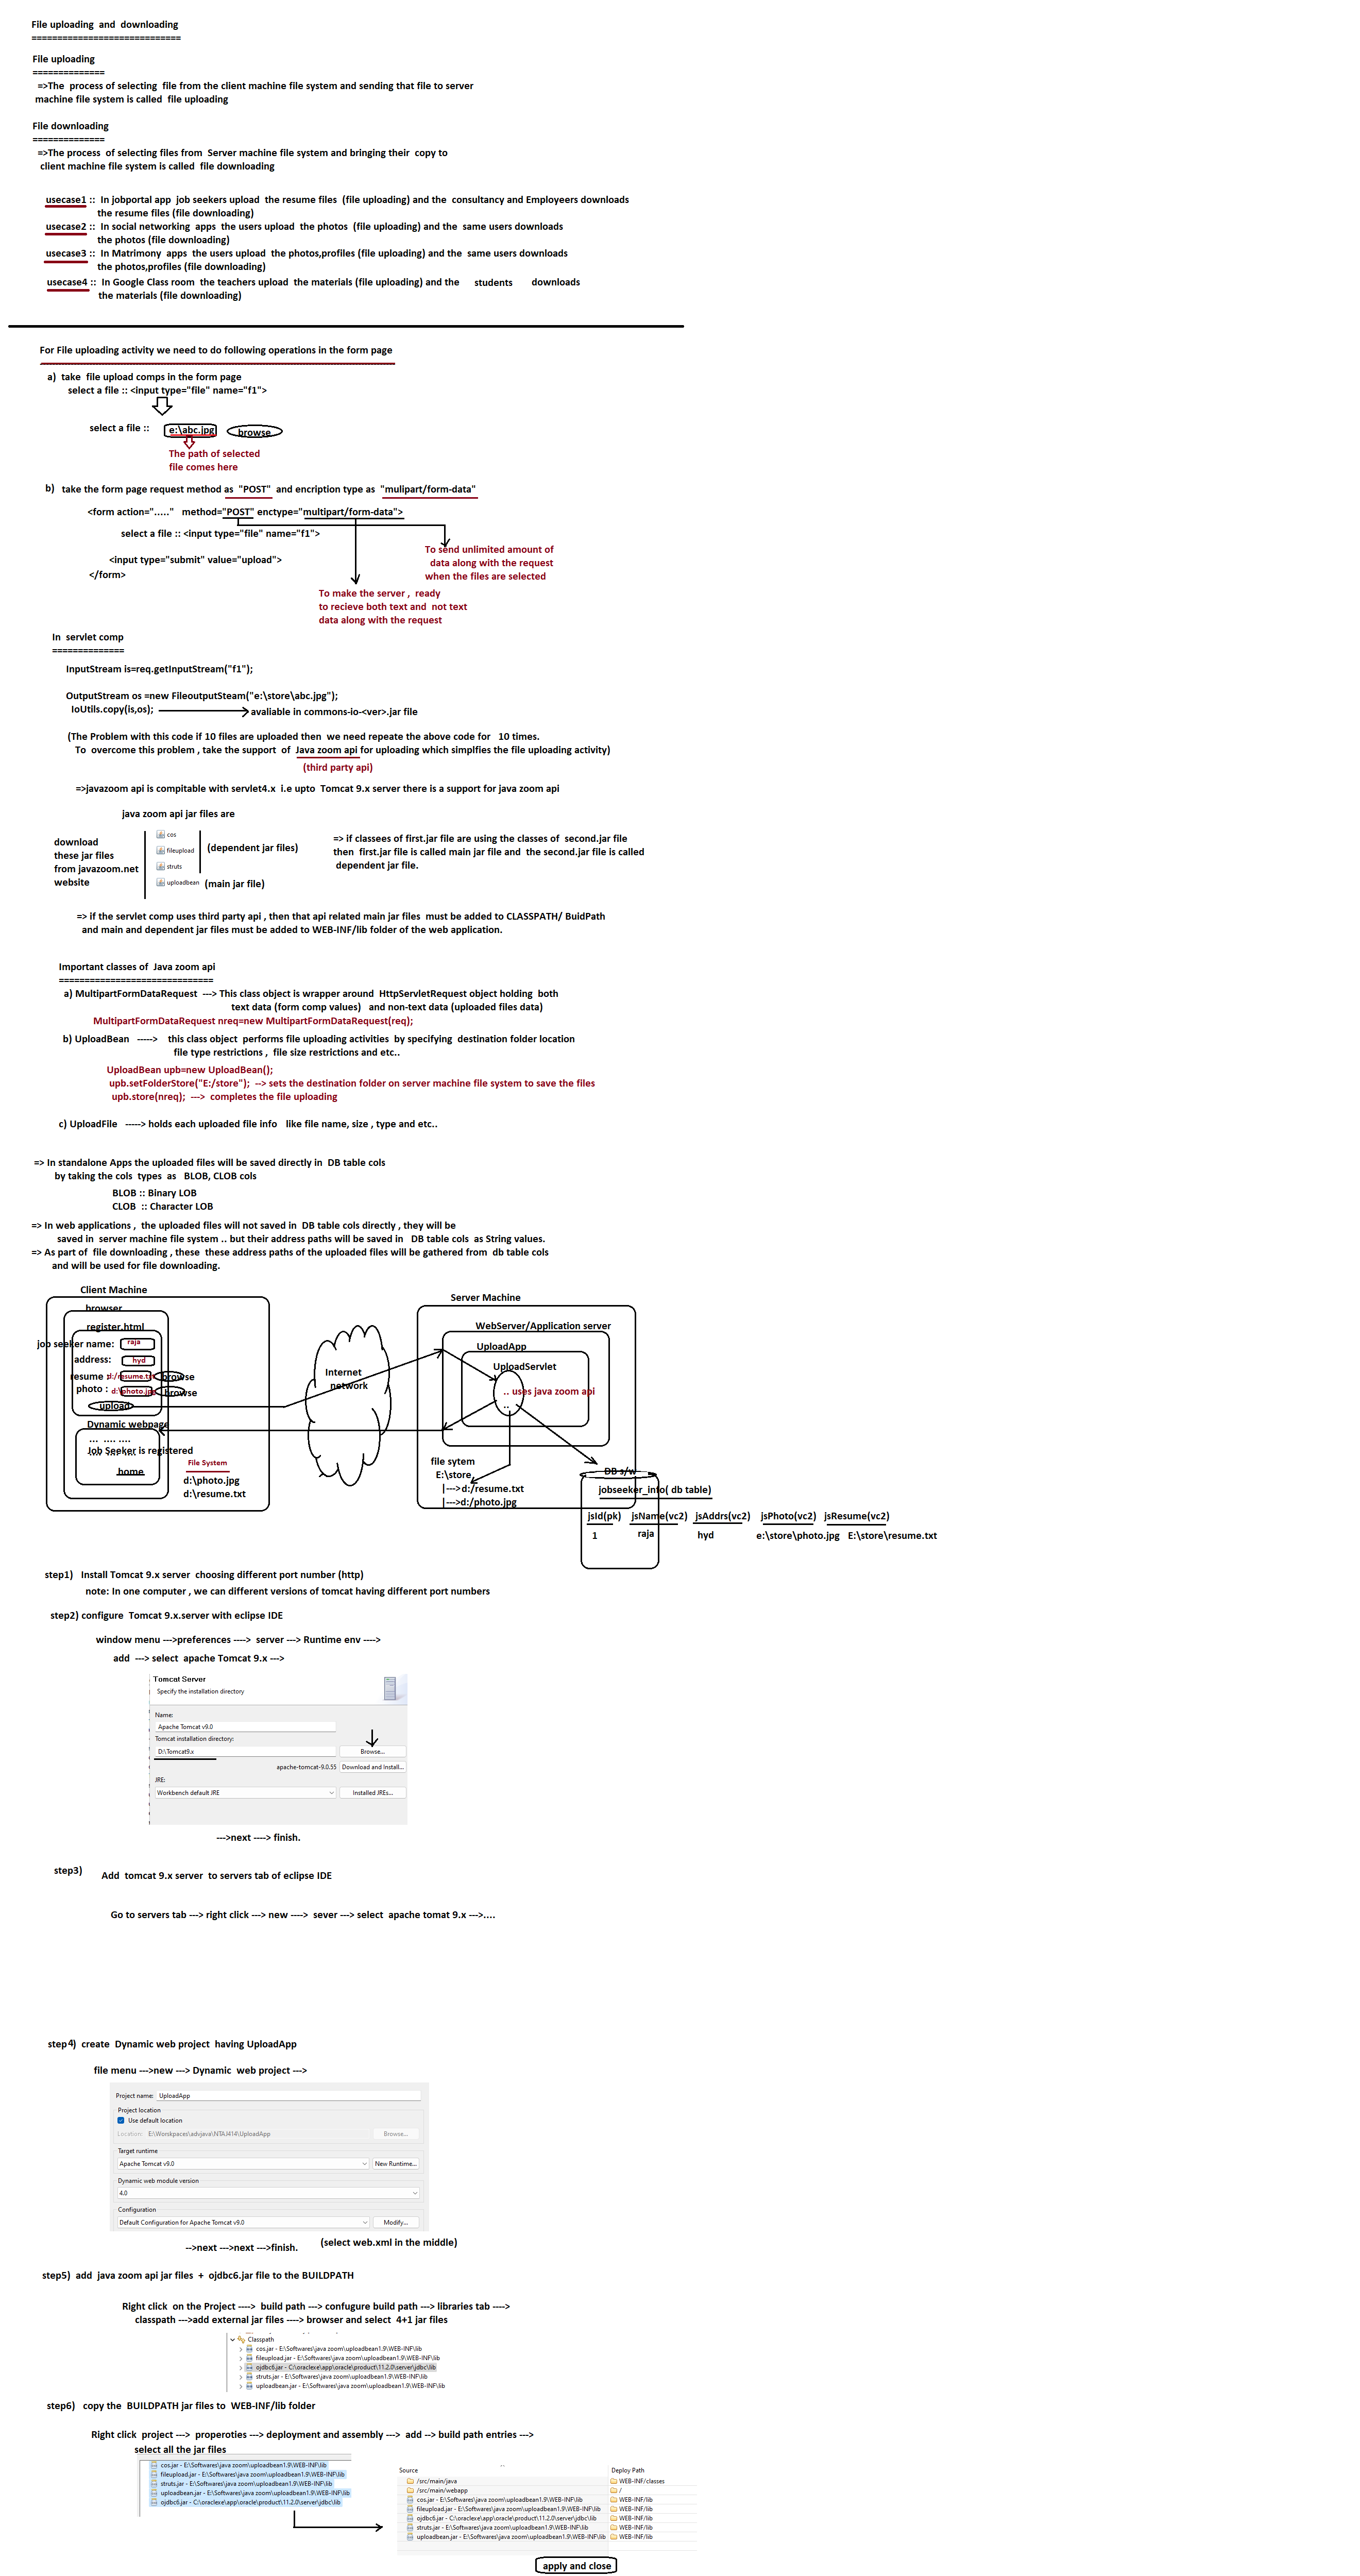 File uploading  and  downloading
=============================
File uploading
==============
=>The  process of selecting  file from the client machine file system and sending that file to server
machine file system is called  file uploading
File downloading
==============
=>The process  of selecting files from  Server machine file system and bringing their  copy to
client machine file system is called  file downloading
usecase1 ::  In jobportal app  job seekers upload  the resume files  (file uploading) and the  consultancy and Employeers downloads
the resume files (file downloading)
usecase2 ::  In social networking  apps  the users upload  the photos  (file uploading) and the  same users downloads
the photos (file downloading)
usecase3 ::  In Matrimony  apps  the users upload  the photos,profiles (file uploading) and the  same users downloads
the photos,profiles (file downloading)
usecase4 ::  In Google Class room  the teachers upload  the materials (file uploading) and the   students   downloads
the materials (file downloading)
For File uploading activity we need to do following operations in the form page
a)  take  file upload comps in the form page
select a file :: <input type="file" name="f1">
select a file ::   e:\abc.jpg   browse
The path of selected
file comes here
b)  take the form page request method as  "POST"  and encription type as  "mulipart/form-data"
<form action="....."   method="POST" enctype="multipart/form-data">
select a file :: <input type="file" name="f1">
To send unlimited amount of
data along with the request
when the files are selected
<input type="submit" value="upload">
</form>
To make the server ,  ready
to recieve both text and  not text
data along with the request
In  servlet comp
==============
InputStream is=req.getInputStream("f1");
OutputStream os =new FileoutputSteam("e:\store\abc.jpg");
IoUtils.copy(is,os);   avaliable in commons-io-<ver>.jar file
(The Problem with this code if 10 files are uploaded then  we need repeate the above code for   10 times.
To  overcome this problem , take the support  of  Java zoom api for uploading which simplfies the file uploading activity)
(third party api)
=>javazoom api is compitable with servlet4.x  i.e upto  Tomcat 9.x server there is a support for java zoom api
java zoom api jar files are
download
these jar files
from javazoom.net
website
cos
fileupload
struts
uploadbean
(dependent jar files)
(main jar file)
=> if classees of first.jar file are using the classes of  second.jar file
then  first.jar file is called main jar file and  the second.jar file is called
dependent jar file.
=> if the servlet comp uses third party api , then that api related main jar files  must be added to CLASSPATH/ BuidPath
and main and dependent jar files must be added to WEB-INF/lib folder of the web application.
Important classes of  Java zoom api
==============================
a) MultipartFormDataRequest  ---> This class object is wrapper around  HttpServletRequest object holding  both
text data (form comp values)   and non-text data (uploaded files data)
MultipartFormDataRequest nreq=new MultipartFormDataRequest(req);
b) UploadBean   ----->    this class object  performs file uploading activities  by specifying  destination folder location
file type restrictions ,  file size restrictions and etc..
UploadBean upb=new UploadBean();
upb.setFolderStore("E:/store");  --> sets the destination folder on server machine file system to save the files
upb.store(nreq);  --->  completes the file uploading
c) UploadFile   -----> holds each uploaded file info   like file name, size , type and etc..
=> In standalone Apps the uploaded files will be saved directly in  DB table cols
by taking the cols  types  as   BLOB, CLOB cols
BLOB :: Binary LOB
CLOB  :: Character LOB
=> In web applications ,  the uploaded files will not saved in  DB table cols directly , they will be
saved in  server machine file system .. but their address paths will be saved in   DB table cols  as String values.
=> As part of  file downloading , these  these address paths of the uploaded files will be gathered from  db table cols
and will be used for file downloading.
Client Machine
browser
register.html
job seeker name:   raja
address:   hyd
resume :   d:/resume.txt   browse
photo :   d:\photo.jpg   browse
upload
Dynamic webpage
...  .... ....
Job Seeker is registered
home
File System
d:\photo.jpg
d:\resume.txt
Internet
network
Server Machine
WebServer/Application server
UploadApp
UploadServlet
.. uses java zoom api
..
file sytem
E:\store
|--->d:/resume.txt
|--->d:/photo.jpg
DB s/w
jobseeker_info( db table)
jsId(pk)   jsName(vc2)   jsAddrs(vc2)   jsPhoto(vc2)   jsResume(vc2)
1   raja   hyd   e:\store\photo.jpg   E:\store\resume.txt
step1)   Install Tomcat 9.x server  choosing different port number (http)
note: In one computer , we can different versions of tomcat having different port numbers
step2) configure  Tomcat 9.x.server with eclipse IDE
window menu --->preferences ---->  server ---> Runtime env ---->
add  ---> select  apache Tomcat 9.x --->
Tomcat Server
Specify the installation directory
Name:
Apache Tomcat v9.0
Tomcat installation directory:
D:\Tomcat9.x   Browse...
apache-tomcat-9.0.55   Download and Install...
JRE:
Workbench default JRE   Installed JREs...
--->next ----> finish.
step3)   Add  tomcat 9.x server  to servers tab of eclipse IDE
Go to servers tab ---> right click ---> new ---->  sever ---> select  apache tomat 9.x --->....
step4)  create  Dynamic web project  having UploadApp
file menu --->new ---> Dynamic  web project --->
Project name:   UploadApp
Project location
Use default location
Location:   E:\Worskpaces\advjava\NTAJ414\UploadApp   Browse...
Target runtime
Apache Tomcat v9.0   New Runtime...
Dynamic web module version
4.0
Configuration
Default Configuration for Apache Tomcat v9.0   Modify...
-->next --->next --->finish.   (select web.xml in the middle)
step5)  add  java zoom api jar files  +  ojdbc6.jar file to the BUILDPATH
Right click  on the Project ---->  build path ---> confugure build path ---> libraries tab ---->
classpath --->add external jar files ----> browser and select  4+1 jar files
Classpath
cos.jar - E:\Softwares\java zoom\uploadbean1.9\WEB-INF\lib
fileupload.jar - E:\Softwares\java zoom\uploadbean1.9\WEB-INF\lib
ojdbc6.jar - C:\oraclexe\app\oracle\product\11.2.0\server\jdbc\lib
struts.jar - E:\Softwares\java zoom\uploadbean1.9\WEB-INF\lib
uploadbean.jar - E:\Softwares\java zoom\uploadbean1.9\WEB-INF\lib
step6)   copy the  BUILDPATH jar files to  WEB-INF/lib folder
Right click  project --->  properoties ---> deployment and assembly --->  add --> build path entries --->
select all the jar files
cos.jar - E:\Softwares\java zoom\uploadbean1.9\WEB-INF\lib
fileupload.jar - E:\Softwares\java zoom\uploadbean1.9\WEB-INF\lib
struts.jar - E:\Softwares\java zoom\uploadbean1.9\WEB-INF\lib
uploadbean.jar - E:\Softwares\java zoom\uploadbean1.9\WEB-INF\lib
ojdbc6.jar - C:\oraclexe\app\oracle\product\11.2.0\server\jdbc\lib
Source   Deploy Path
/src/main/java   WEB-INF/classes
/src/main/webapp   /
cos.jar - E:\Softwares\java zoom\uploadbean1.9\WEB-INF\lib   WEB-INF/lib
fileupload.jar - E:\Softwares\java zoom\uploadbean1.9\WEB-INF\lib   WEB-INF/lib
ojdbc6.jar - C:\oraclexe\app\oracle\product\11.2.0\server\jdbc\lib   WEB-INF/lib
struts.jar - E:\Softwares\java zoom\uploadbean1.9\WEB-INF\lib   WEB-INF/lib
uploadbean.jar - E:\Softwares\java zoom\uploadbean1.9\WEB-INF\lib   WEB-INF/lib
apply and close